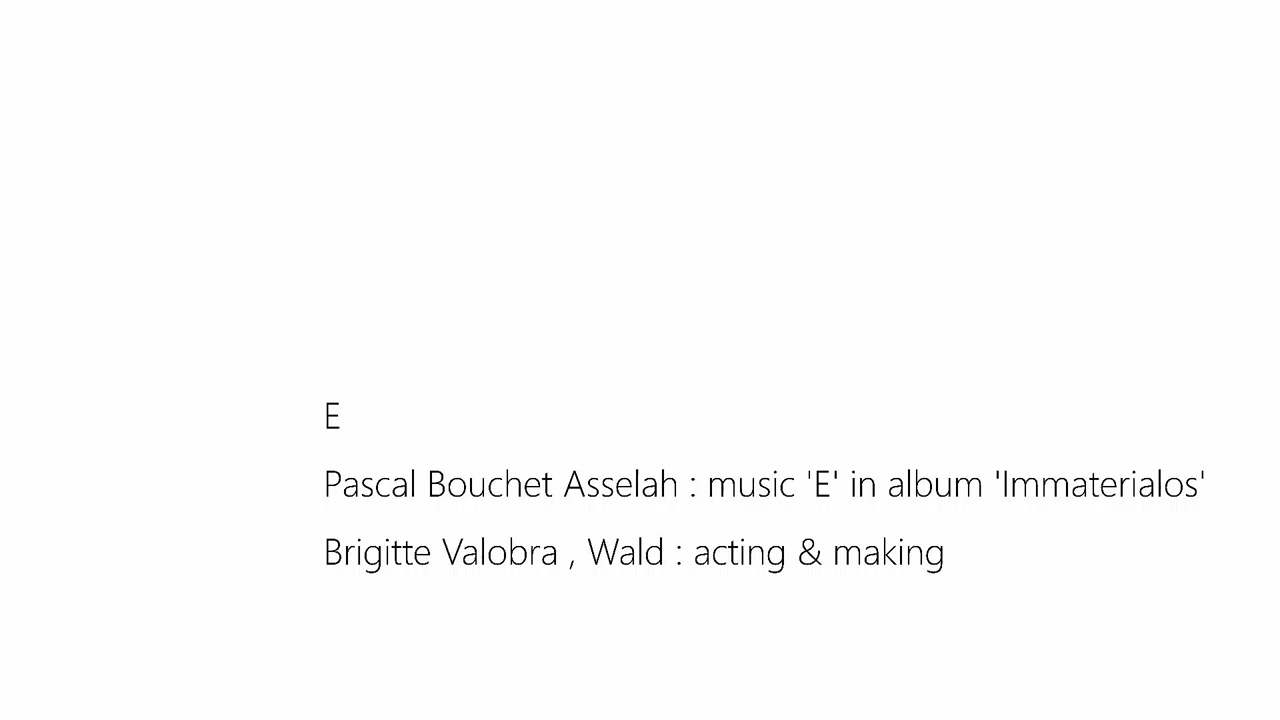 E
Pascal Bouchet Asselah : music 'E' in album 'Immaterialos'
Brigitte Valobra , Wald : acting & making